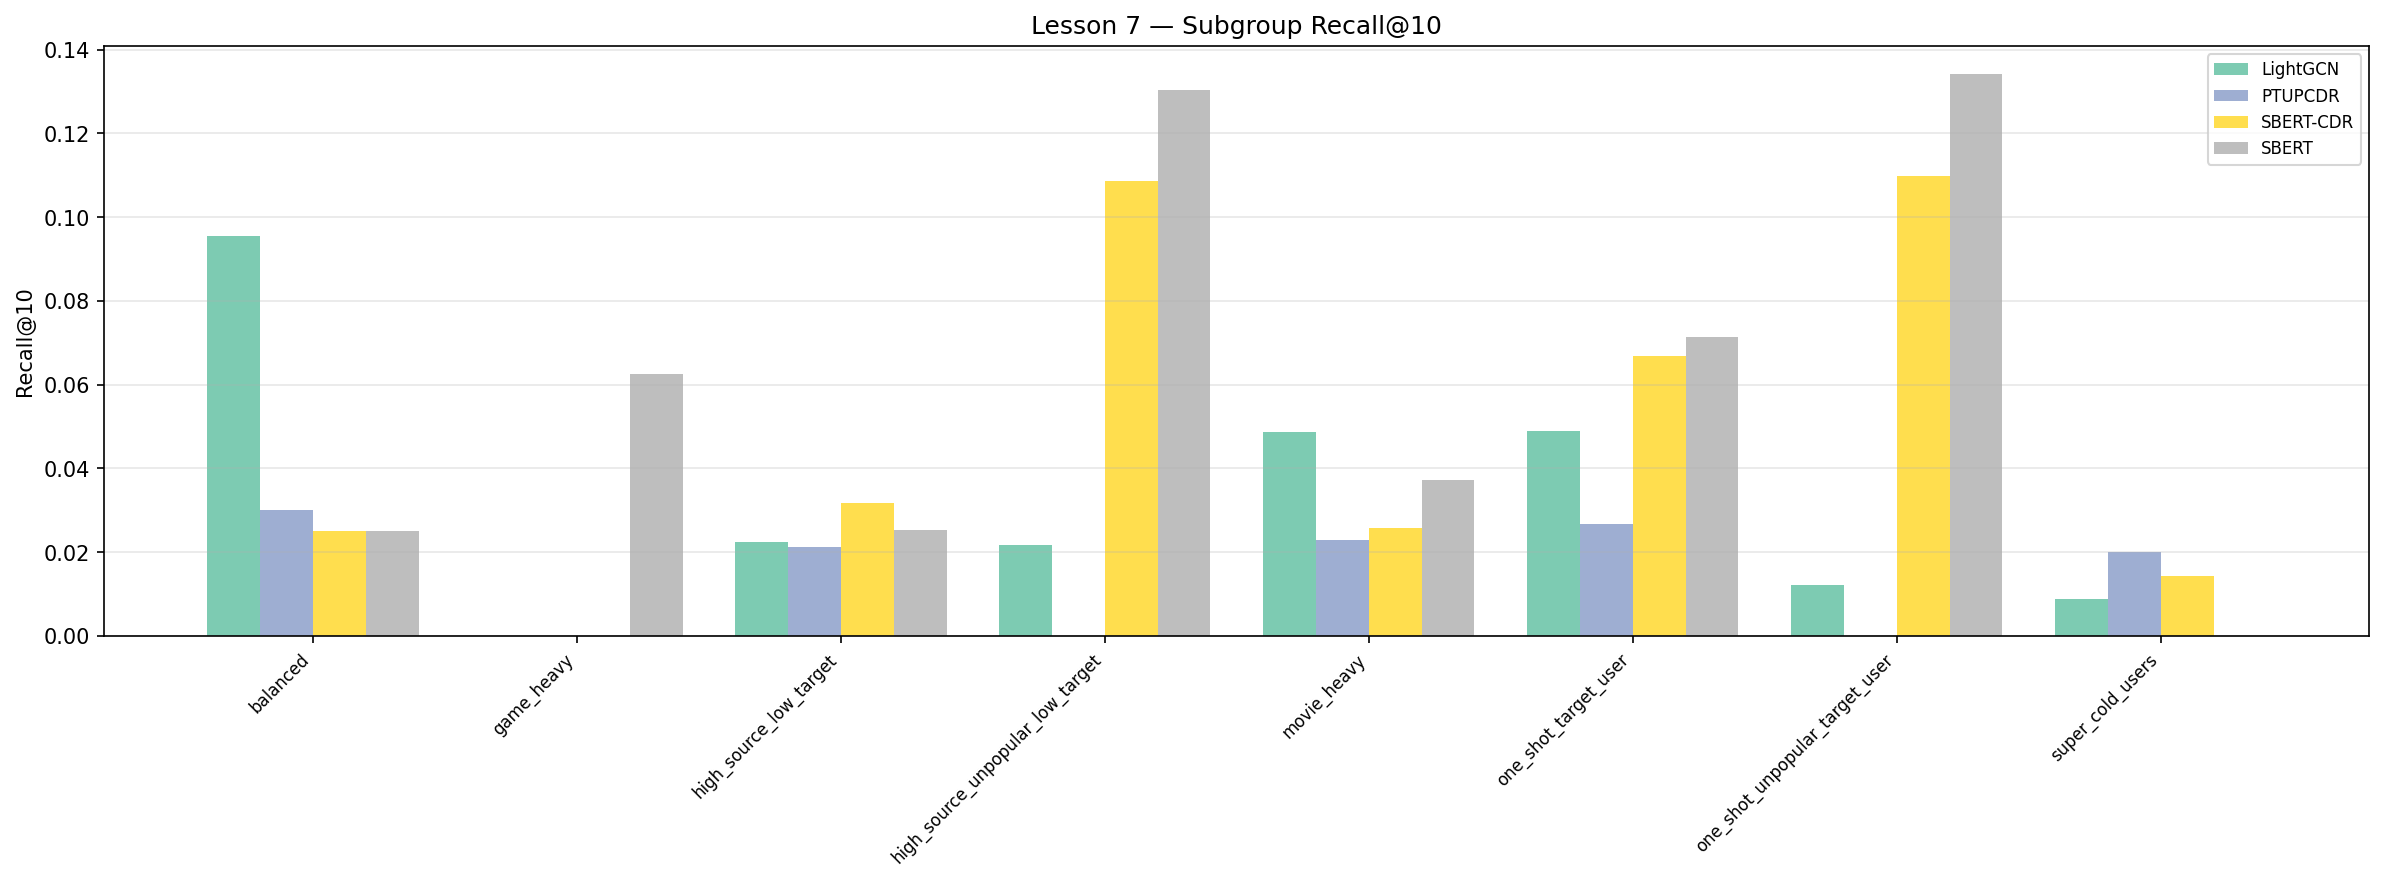 Lesson 7 — Subgroup Recall@10
0.14
0.12
0.10
0.08
0.06
0.04
0.02
0.00
Recall@10
LightGCN
PTUPCDR
SBERT-CDR
SBERT
balanced
game_heavy
high_source_low_target
high_source_unpopular_low_target
movie_heavy
one_shot_target_user
one_shot_unpopular_target_user
super_cold_users